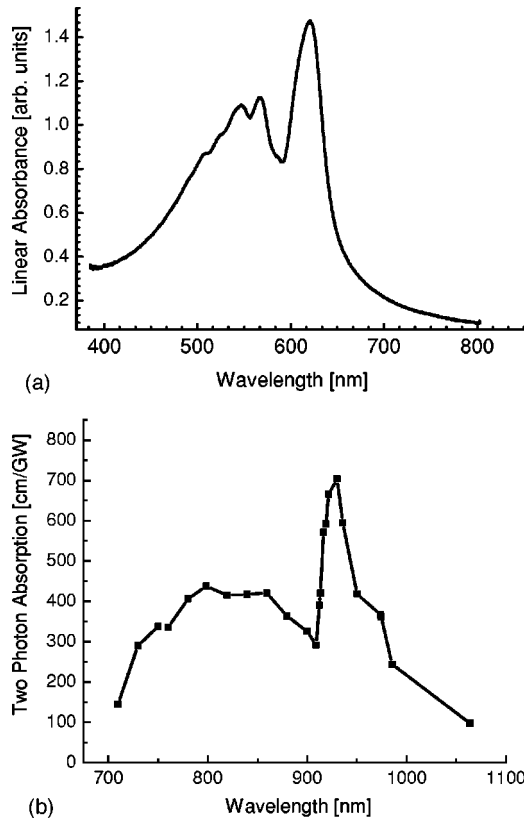 1.4
1.2
1.0
0.8
0.6
0.4
0.2
Linear Absorbance [arb. units]
400 500 600 700 800
Wavelength [nm]
(a)
800
700
600
500
400
300
200
100
0
Two Photon Absorption [cm/GW]
700 800 900 1000 1100
Wavelength [nm]
(b)